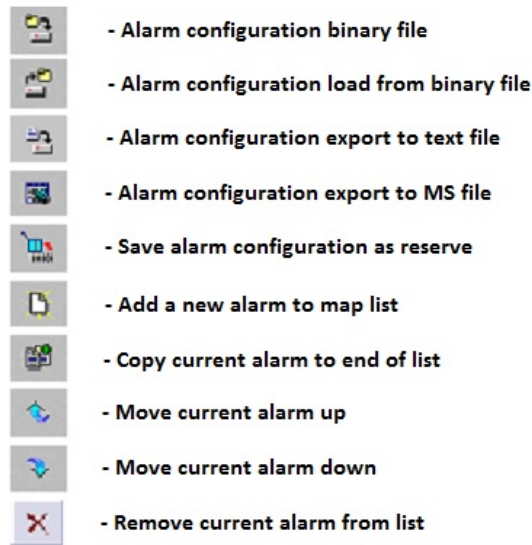 - Alarm configuration binary file
- Alarm configuration load from binary file
- Alarm configuration export to text file
- Alarm configuration export to MS file
- Save alarm configuration as reserve
- Add a new alarm to map list
- Copy current alarm to end of list
- Move current alarm up
- Move current alarm down
- Remove current alarm from list